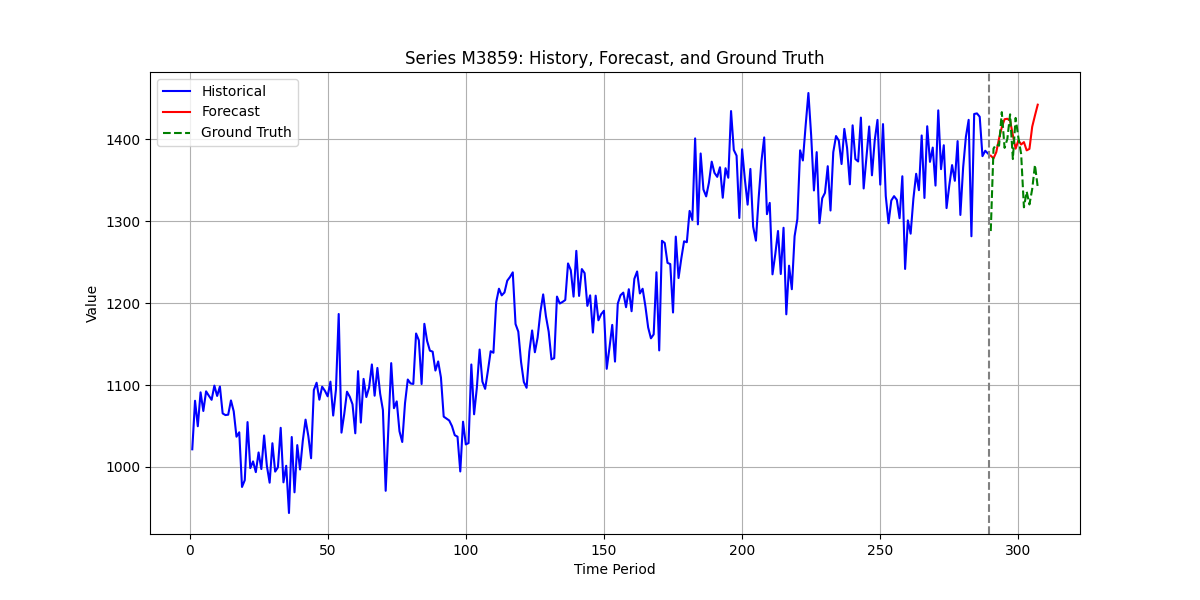 Series M3859: History, Forecast, and Ground Truth
Historical
Forecast
Ground Truth
Value
1400
1300
1200
1100
1000
0 50 100 150 200 250 300
Time Period